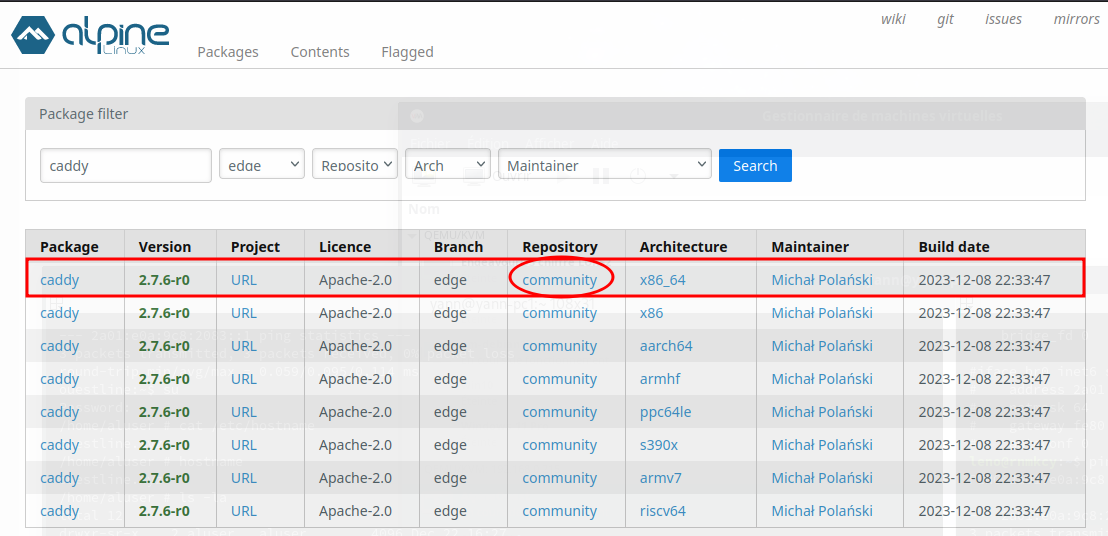 wiki git issues mirrors
alpine
Linux
Packages Contents Flagged
Package filter
Gestionnaire de machines virtuelles
caddy edge Reposito Arch Maintainer Search
Nom
QEMU/KVM
Package Version Project Licence Branch Repository Architecture Maintainer Build date
caddy 2.7.6-r0 URL Apache-2.0 edge community x86_64 Michał Polański 2023-12-08 22:33:47
caddy 2.7.6-r0 URL Apache-2.0 edge community x86 Michał Polański 2023-12-08 22:33:47
caddy 2.7.6-r0 URL Apache-2.0 edge community aarch64 Michał Polański 2023-12-08 22:33:47
caddy 2.7.6-r0 URL Apache-2.0 edge community armhf Michał Polański 2023-12-08 22:33:47
caddy 2.7.6-r0 URL Apache-2.0 edge community ppc64le Michał Polański 2023-12-08 22:33:47
caddy 2.7.6-r0 URL Apache-2.0 edge community s390x Michał Polański 2023-12-08 22:33:47
caddy 2.7.6-r0 URL Apache-2.0 edge community armv7 Michał Polański 2023-12-08 22:33:47
caddy 2.7.6-r0 URL Apache-2.0 edge community riscv64 Michał Polański 2023-12-08 22:33:47